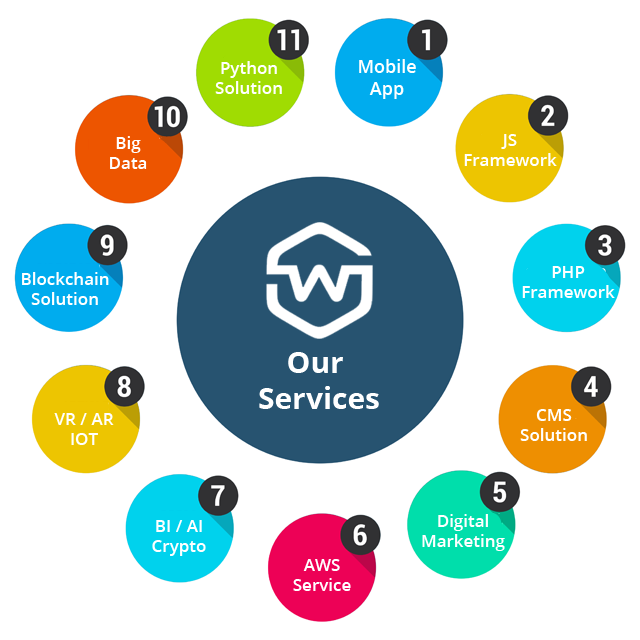 Our
Services
1
Mobile
App
2
JS
Framework
3
PHP
Framework
4
CMS
Solution
5
Digital
Marketing
6
AWS
Service
7
BI / AI
Crypto
8
VR / AR
IOT
9
Blockchain
Solution
10
Big
Data
11
Python
Solution